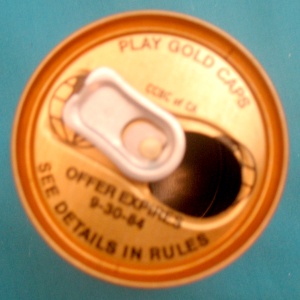 PLAY GOLD CAPS
CCBC of CA
OFFER EXPIRES
9-30-84
SEE DETAILS IN RULES